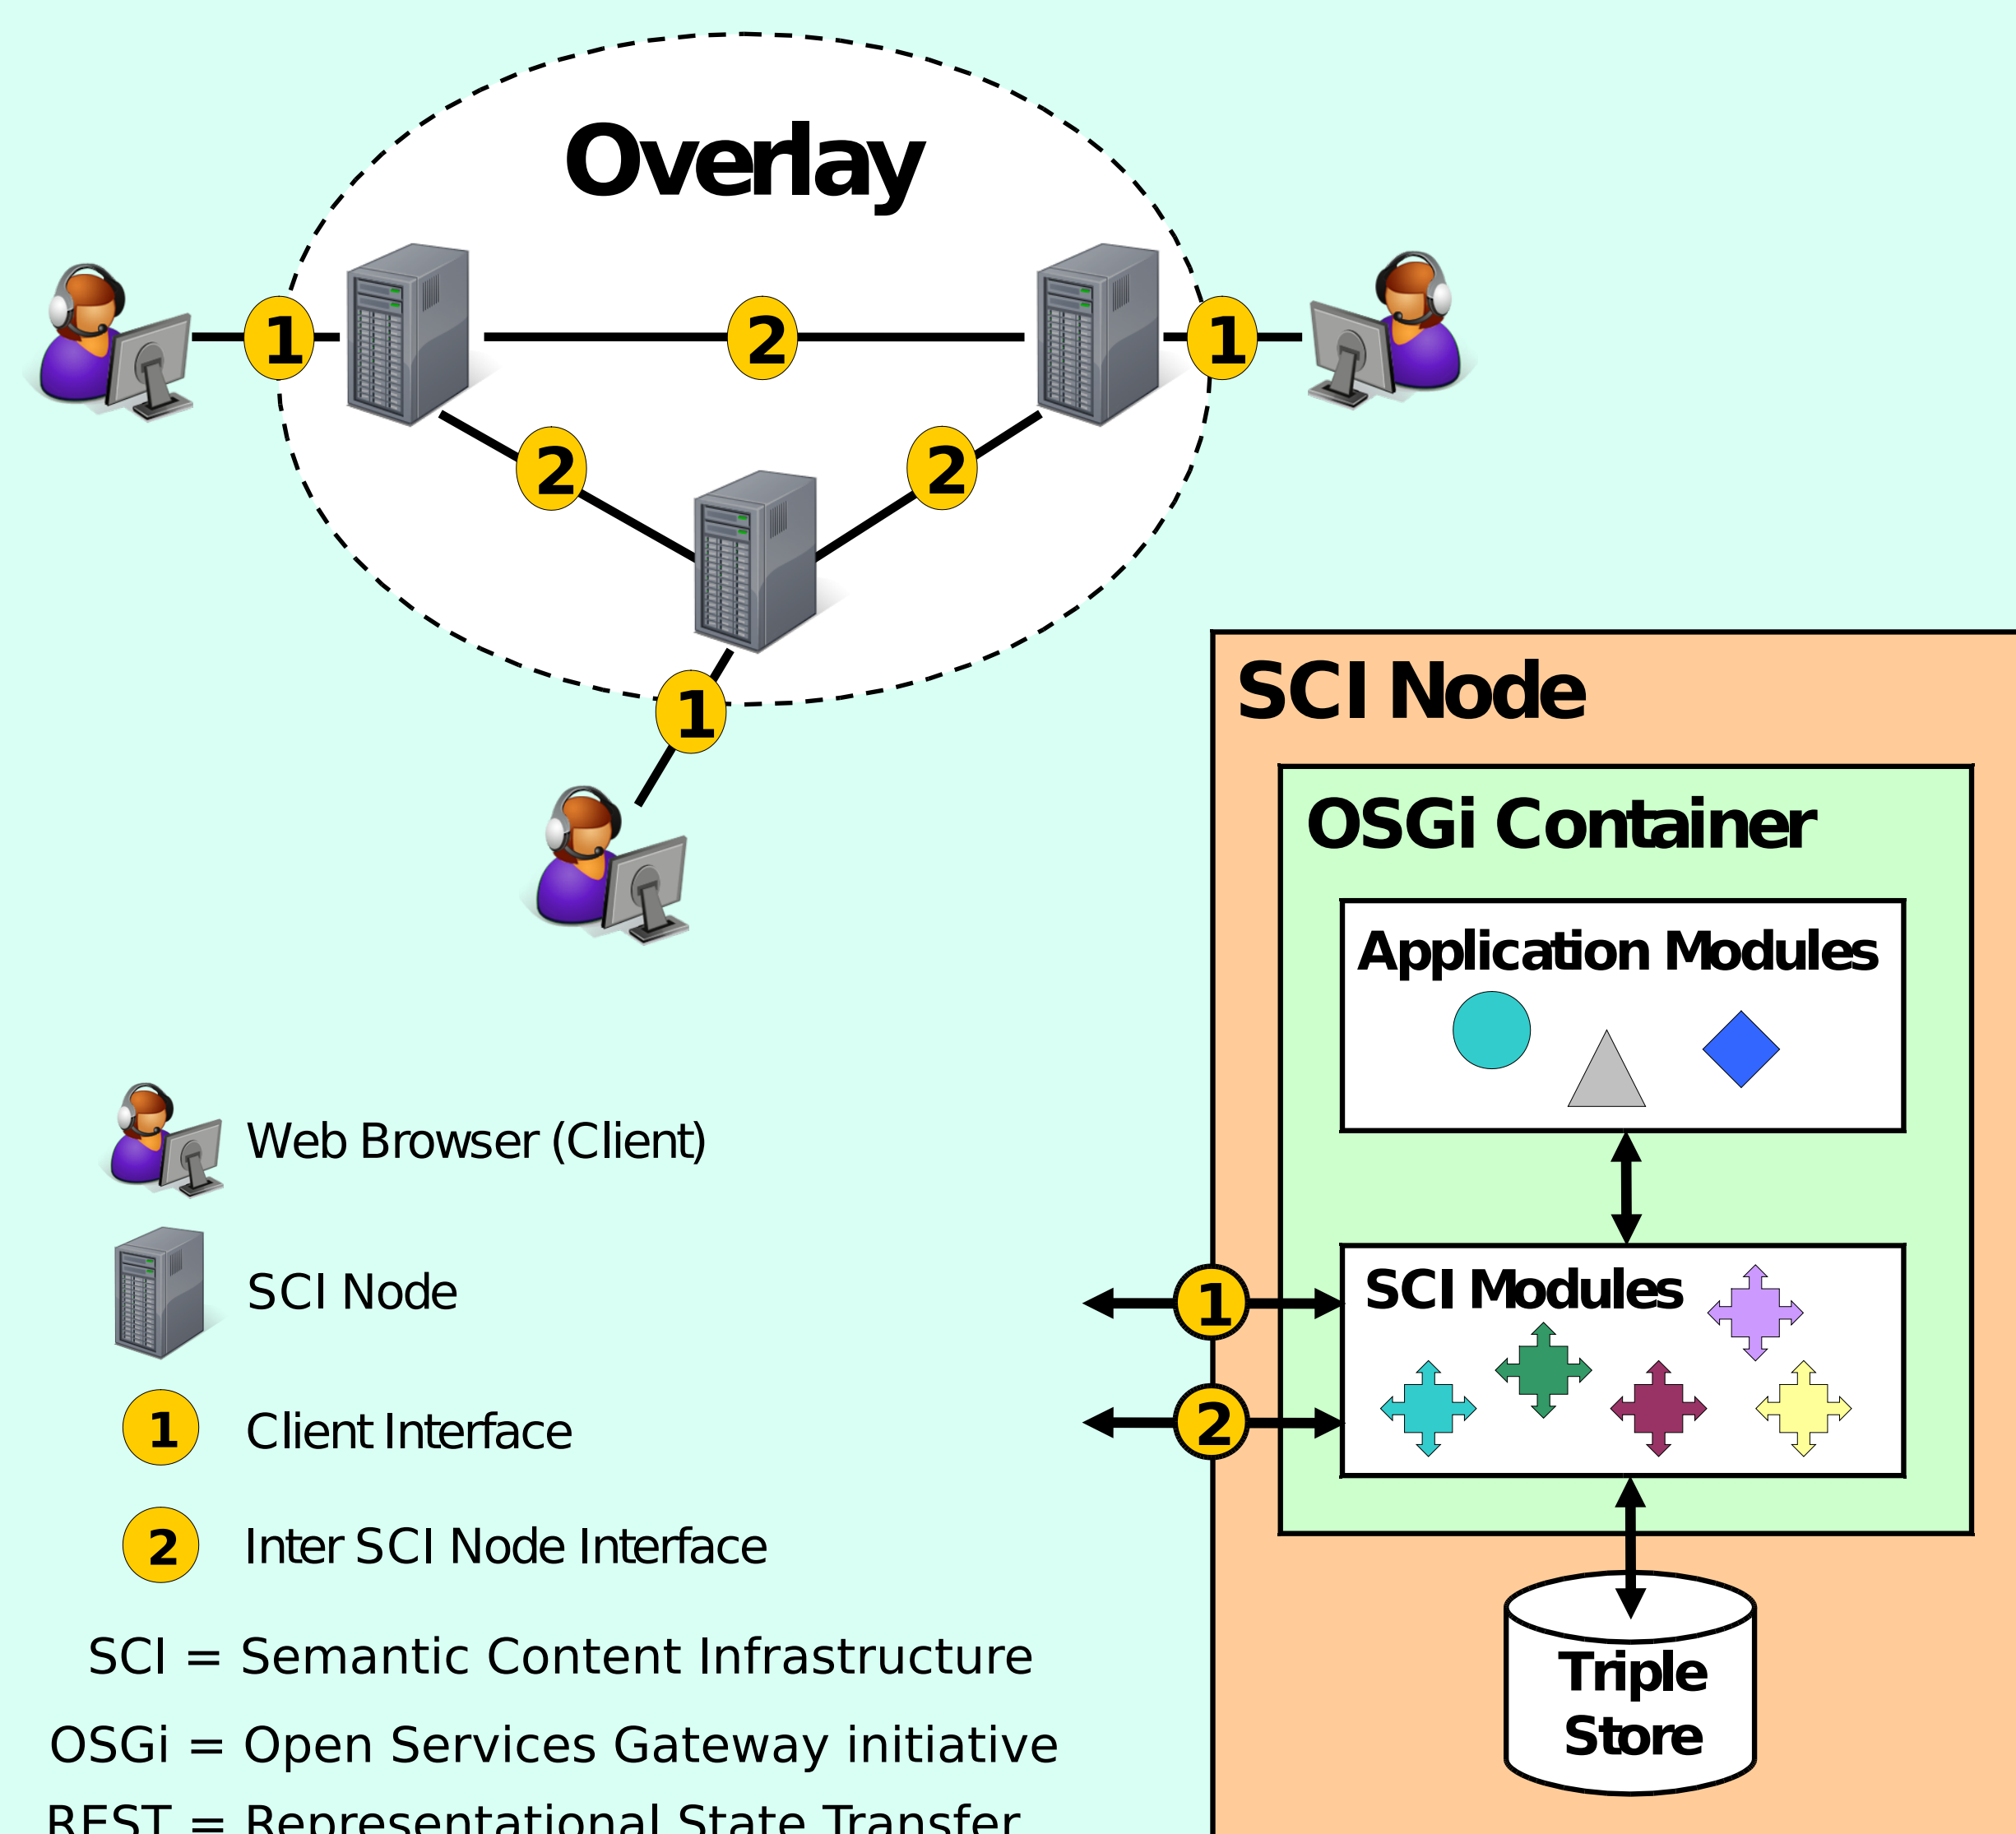 Overlay
1
2
1
2
2
1
SCI Node
OSGi Container
Application Modules
Web Browser (Client)
SCI Node
1
SCI Modules
1 Client Interface
2
2 Inter SCI Node Interface
SCI = Semantic Content Infrastructure
Triple
Store
OSGi = Open Services Gateway initiative
REST = Representational State Transfer